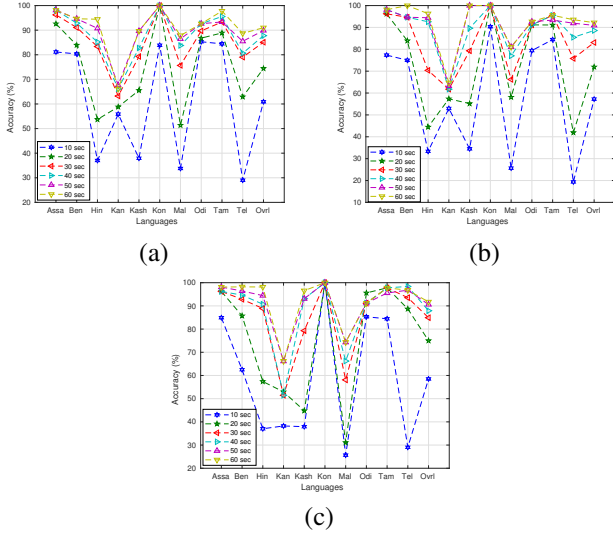 100
90
80
70
60
50
40
30
20
Accuracy (%)
10 sec
20 sec
30 sec
40 sec
50 sec
60 sec
Assa Ben Hin Kan Kash Kon Mal Odi Tam Tel Ovrl
Languages
(a)
100
90
80
70
60
50
40
30
20
10
Accuracy (%)
10 sec
20 sec
30 sec
40 sec
50 sec
60 sec
Assa Ben Hin Kan Kash Kon Mal Odi Tam Tel Ovrl
Languages
(b)
100
90
80
70
60
50
40
30
20
Accuracy (%)
10 sec
20 sec
30 sec
40 sec
50 sec
60 sec
Assa Ben Hin Kan Kash Kon Mal Odi Tam Tel Ovrl
Languages
(c)